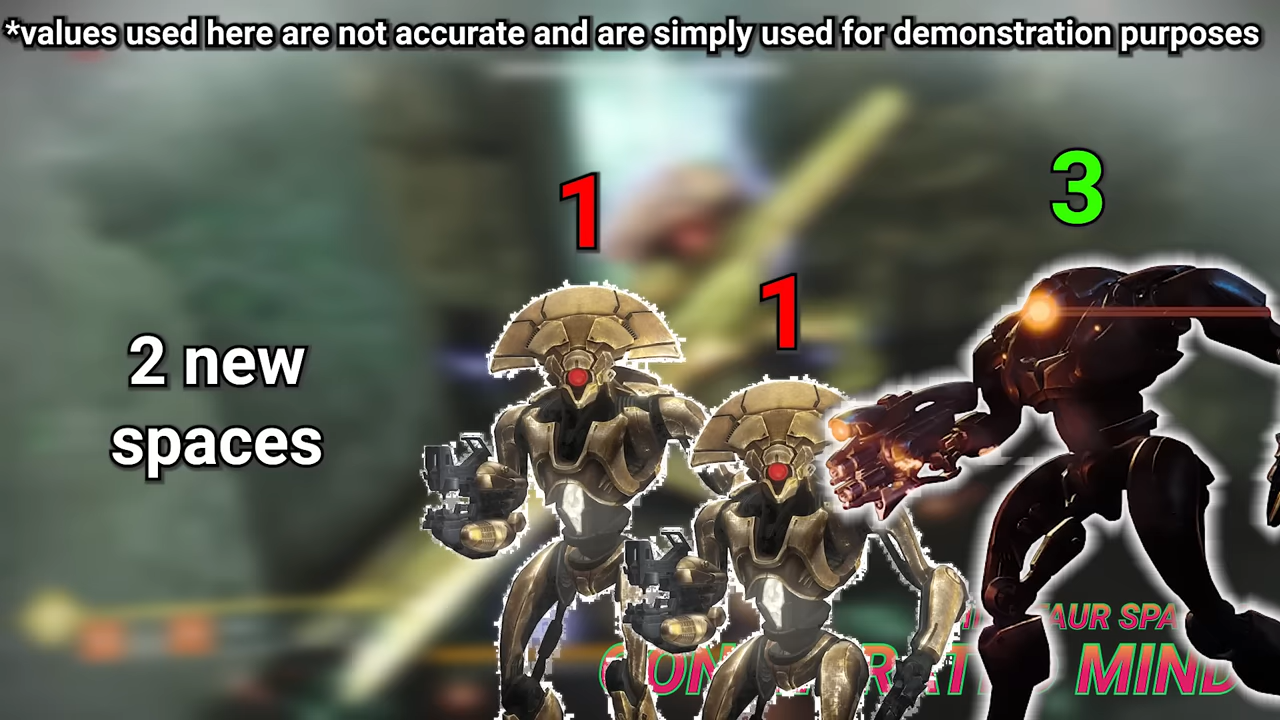 *values used here are not accurate and are simply used for demonstration purposes
3
1
1
2 new
spaces
MIND